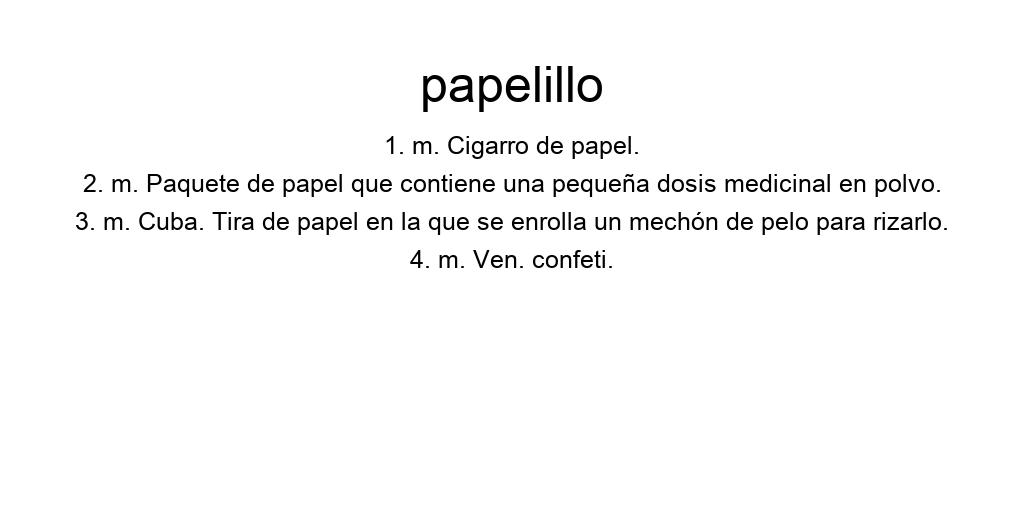 papelillo
1. m. Cigarro de papel.
2. m. Paquete de papel que contiene una pequeña dosis medicinal en polvo.
3. m. Cuba. Tira de papel en la que se enrolla un mechón de pelo para rizarlo.
4. m. Ven. confeti.